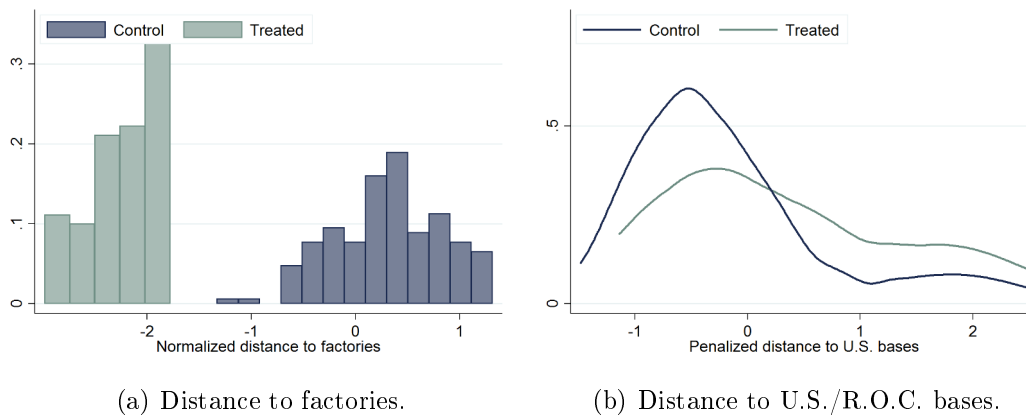 Control Treated
.3
.2
.1
0
-2 -1 0 1
Normalized distance to factories
(a) Distance to factories.
Control Treated
.5
0
-1 0 1 2
Penalized distance to U.S. bases
(b) Distance to U.S./R.O.C. bases.